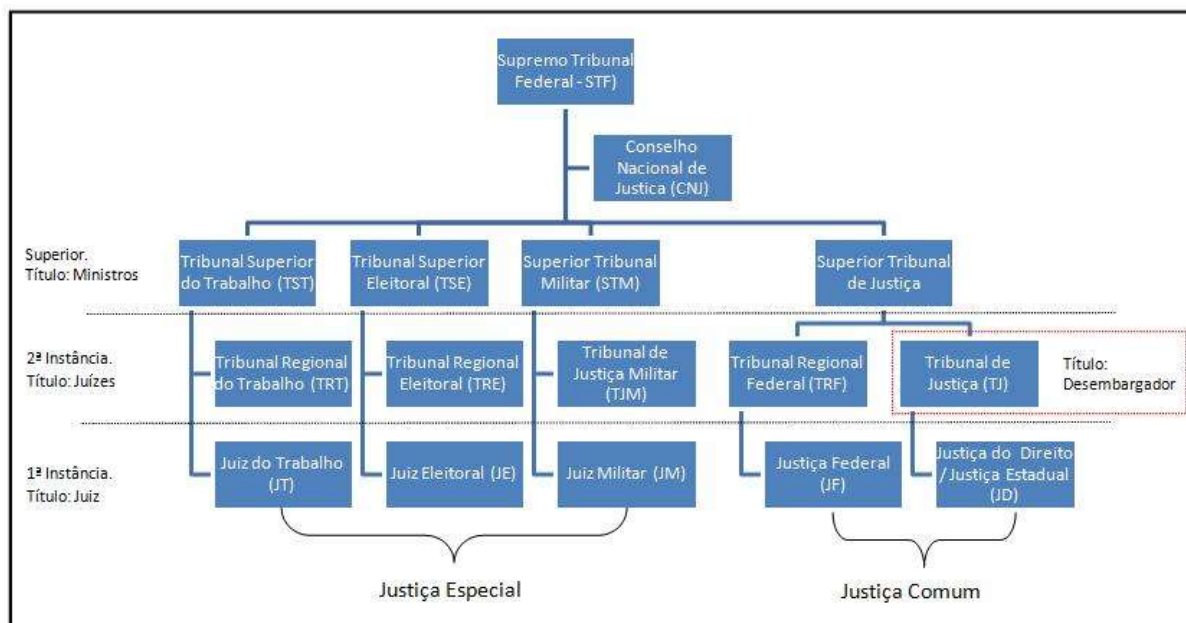 Supremo Tribunal
Federal - STF)
Conselho
Nacional de
Justica (CNJ)
Superior.
Título: Ministros
Tribunal Superior
do Trabalho (TST)
Tribunal Superior
Eleitoral (TSE)
Superior Tribunal
Militar (STM)
Superior Tribunal
de Justiça
2ª Instância.
Título: Juízes
Tribunal Regional
do Trabalho (TRT)
Tribunal Regional
Eleitoral (TRE)
Tribunal de
Justiça Militar
(TJM)
Tribunal Regional
Federal (TRF)
Tribunal de
Justiça (TJ)
Título:
Desembargador
1ª Instância.
Título: Juiz
Juiz do Trabalho
(JT)
Juiz Eleitoral (JE)
Juiz Militar (JM)
Justiça Federal
(JF)
Justiça do Direito
/ Justiça Estadual
(JD)
Justiça Especial
Justiça Comum